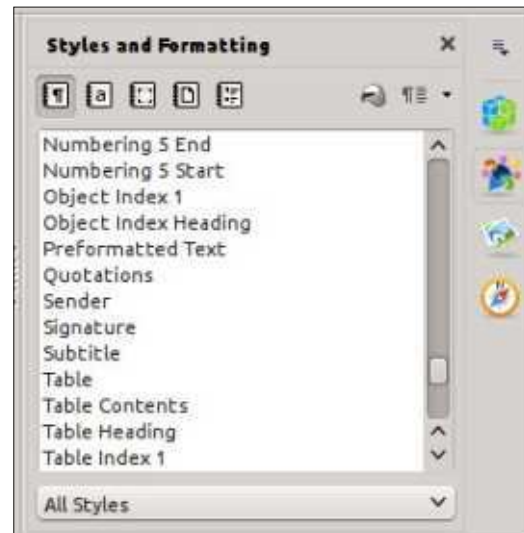 Styles and Formatting
Numbering 5 End
Numbering 5 Start
Object Index 1
Object Index Heading
Preformatted Text
Quotations
Sender
Signature
Subtitle
Table
Table Contents
Table Heading
Table Index 1
All Styles